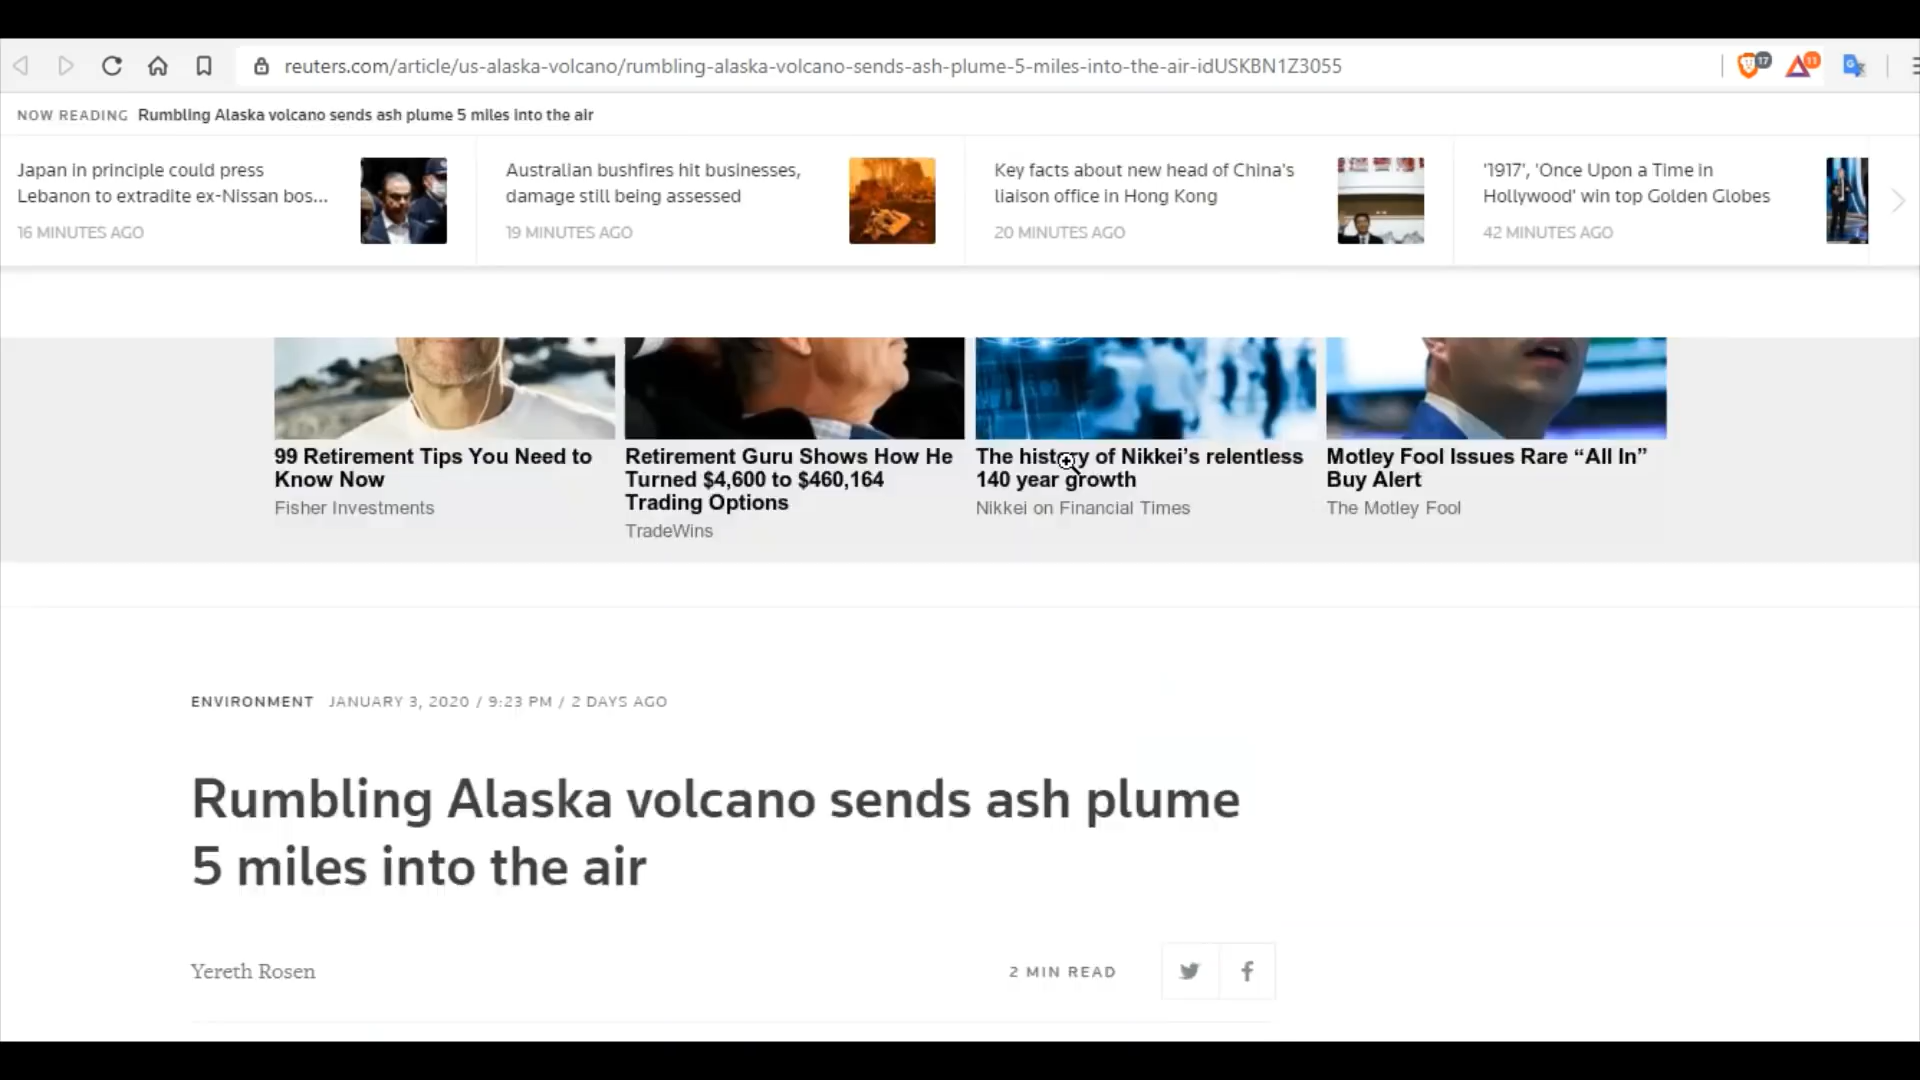 reuters.com/article/us-alaska-volcano/rumbling-alaska-volcano-sends-ash-plume-5-miles-into-the-air-idUSKBN1Z3055
17
11
NOW READING Rumbling Alaska volcano sends ash plume 5 miles into the air
Japan in principle could press
Lebanon to extradite ex-Nissan bos...
16 MINUTES AGO
Australian bushfires hit businesses,
damage still being assessed
19 MINUTES AGO
Key facts about new head of China's
liaison office in Hong Kong
20 MINUTES AGO
'1917', 'Once Upon a Time in
Hollywood' win top Golden Globes
42 MINUTES AGO
99 Retirement Tips You Need to
Know Now
Fisher Investments
Retirement Guru Shows How He
Turned $4,600 to $460,164
Trading Options
TradeWins
The history of Nikkei’s relentless
140 year growth
Nikkei on Financial Times
Motley Fool Issues Rare “All In”
Buy Alert
The Motley Fool
ENVIRONMENT JANUARY 3, 2020 / 9:23 PM / 2 DAYS AGO
Rumbling Alaska volcano sends ash plume
5 miles into the air
Yereth Rosen
2 MIN READ